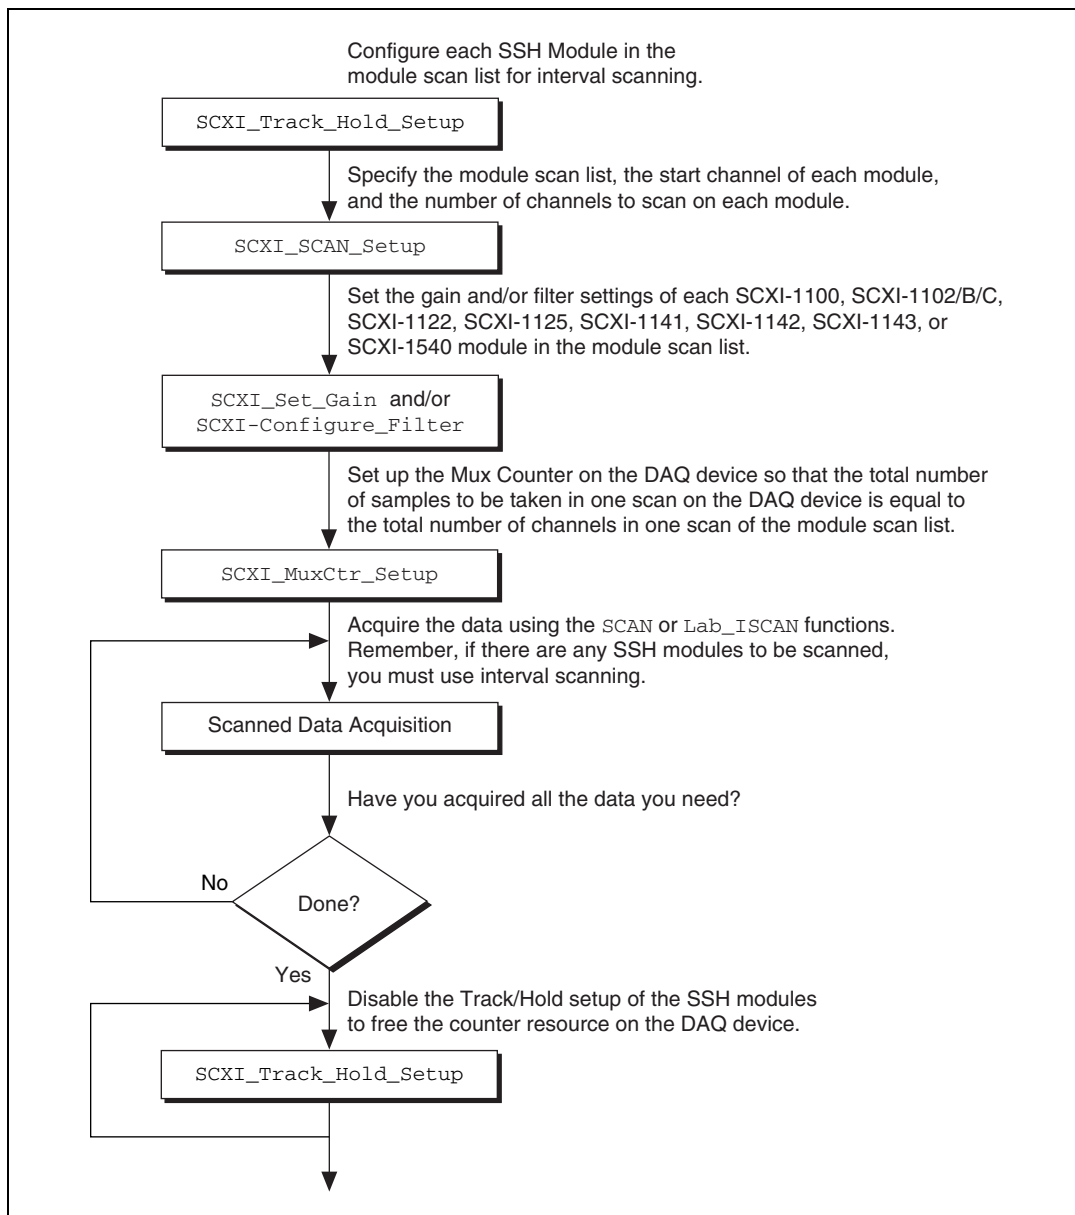 Configure each SSH Module in the
module scan list for interval scanning.
SCXI_Track_Hold_Setup
Specify the module scan list, the start channel of each module,
and the number of channels to scan on each module.
SCXI_SCAN_Setup
Set the gain and/or filter settings of each SCXI-1100, SCXI-1102/B/C,
SCXI-1122, SCXI-1125, SCXI-1141, SCXI-1142, SCXI-1143, or
SCXI-1540 module in the module scan list.
SCXI_Set_Gain and/or
SCXI-Configure_Filter
Set up the Mux Counter on the DAQ device so that the total number
of samples to be taken in one scan on the DAQ device is equal to
the total number of channels in one scan of the module scan list.
SCXI_MuxCtr_Setup
Acquire the data using the SCAN or Lab_ISCAN functions.
Remember, if there are any SSH modules to be scanned,
you must use interval scanning.
Scanned Data Acquisition
Have you acquired all the data you need?
No
Done?
Yes
Disable the Track/Hold setup of the SSH modules
to free the counter resource on the DAQ device.
SCXI_Track_Hold_Setup